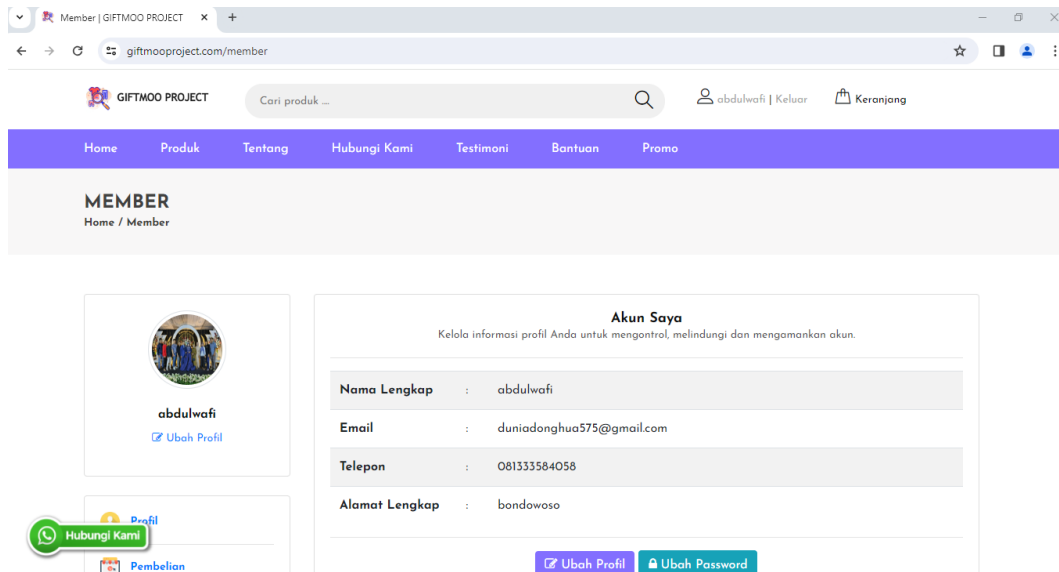 Member | GIFTMOO PROJECT
giftmooproject.com/member
GIFTMOO PROJECT
Cari produk ...
abdulwafi | Keluar
Keranjang
Home Produk Tentang Hubungi Kami Testimoni Bantuan Promo
MEMBER
Home / Member
abdulwafi
Ubah Profil
Profil
Hubungi Kami
Pembelian
Akun Saya
Kelola informasi profil Anda untuk mengontrol, melindungi dan mengamankan akun.
Nama Lengkap : abdulwafi
Email : duniadonghua575@gmail.com
Telepon : 081333584058
Alamat Lengkap : bondowoso
Ubah Profil Ubah Password